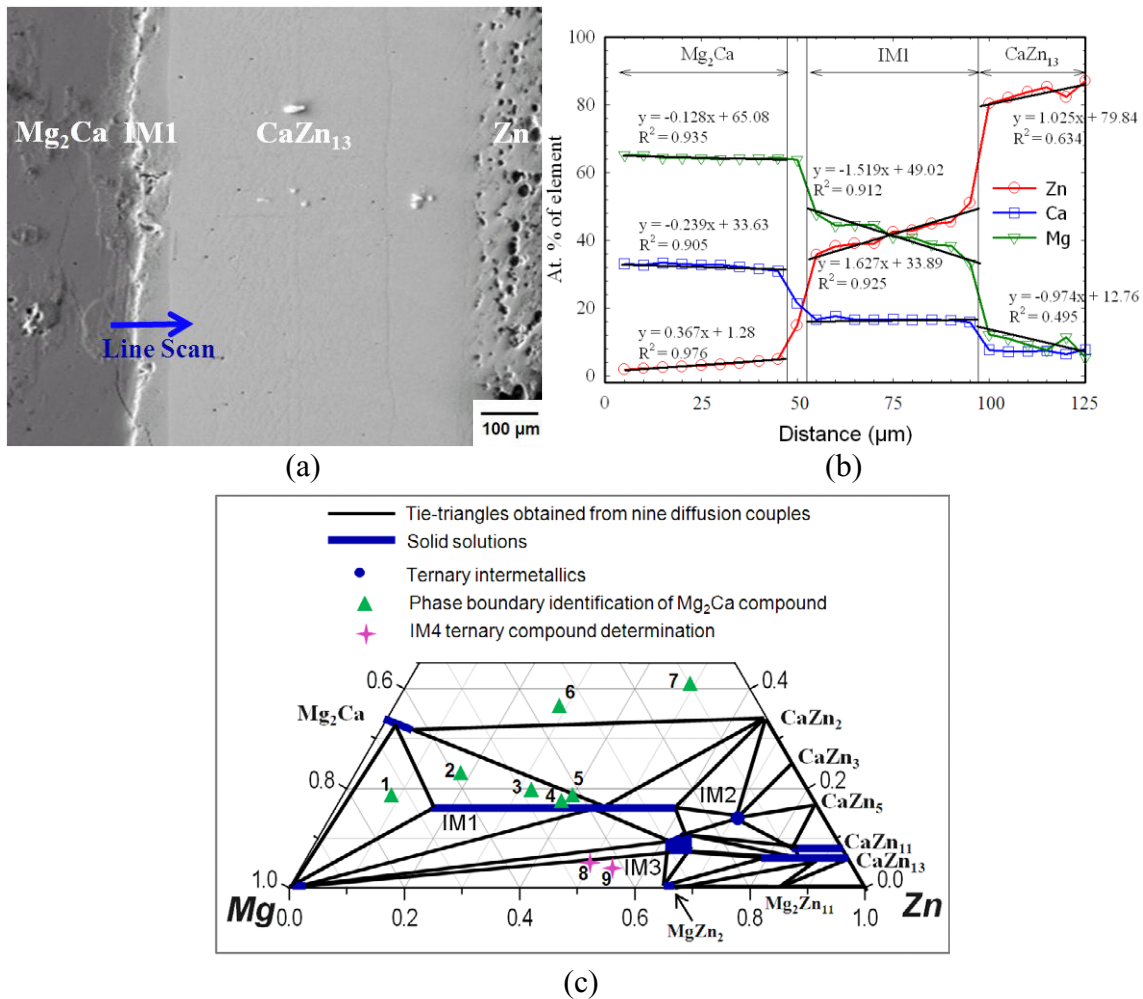 Mg2Ca
IM1
CaZn13
Zn
Line Scan
100 µm
(a)
100
80
60
40
20
0
At. % of element
Mg2Ca
IM1
CaZn13
y = -0.128x + 65.08
R2 = 0.935
y = -1.519x + 49.02
R2 = 0.912
y = 1.025x + 79.84
R2 = 0.634
Zn
Ca
Mg
y = -0.239x + 33.63
R2 = 0.905
y = 1.627x + 33.89
R2 = 0.925
y = -0.974x + 12.76
R2 = 0.495
y = 0.367x + 1.28
R2 = 0.976
0 25 50 75 100 125
Distance (µm)
(b)
Tie-triangles obtained from nine diffusion couples
Solid solutions
Ternary intermetallics
Phase boundary identification of Mg2Ca compound
IM4 ternary compound determination
0.6
7
0.4
6
Mg2Ca
CaZn2
CaZn3
2
0.8
1
3
4
5
0.2
IM1
IM2
CaZn5
CaZn11
CaZn13
8
9
IM3
1.0
0.0
Mg
0.0 0.2 0.4 0.6 0.8 1.0
Zn
MgZn2
Mg2Zn11
(c)